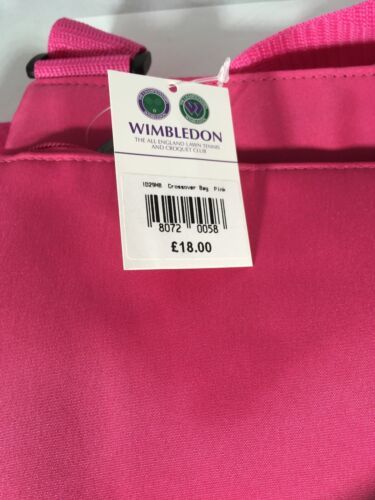 WIMBLEDON
THE ALL ENGLAND LAWN TENNIS
AND CROQUET CLUB
Crossover Bag Pink
8072 0058
£18.00